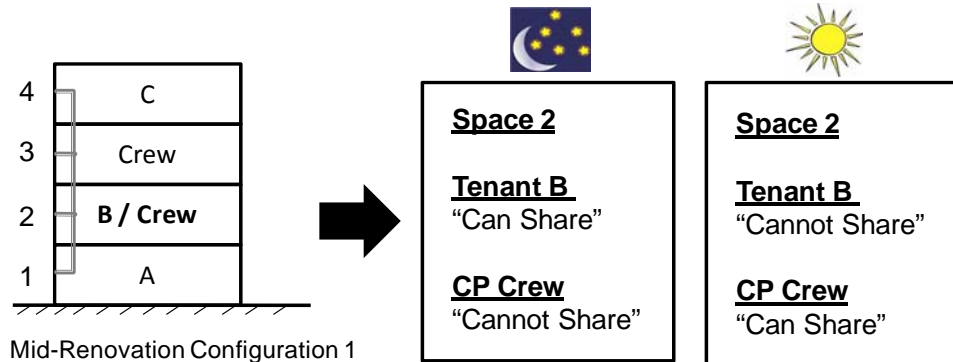 4
C
3
Crew
2
B / Crew
1
A
Mid-Renovation Configuration 1
Space 2
Tenant B
“Can Share”
CP Crew
“Cannot Share”
Space 2
Tenant B
“Cannot Share”
CP Crew
“Can Share”